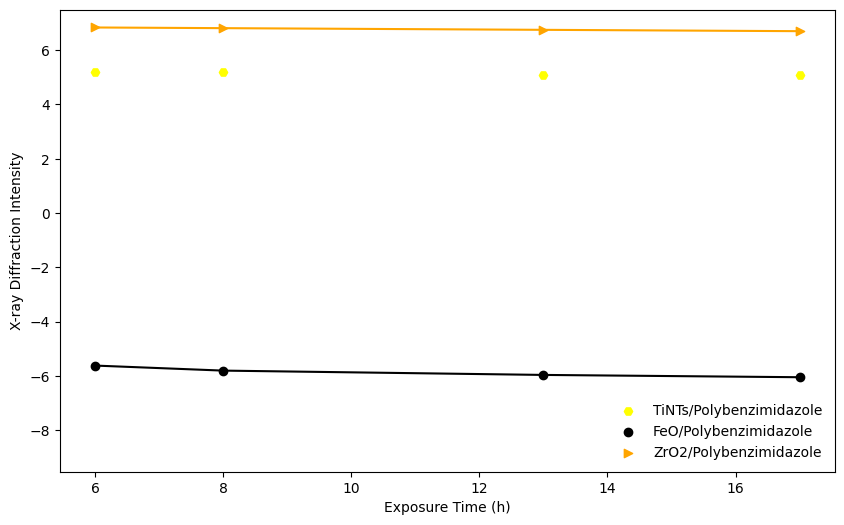 6
4
2
0
−2
−4
−6
−8
X-ray Diffraction Intensity
TiNTs/Polybenzimidazole
FeO/Polybenzimidazole
ZrO2/Polybenzimidazole
6 8 10 12 14 16
Exposure Time (h)